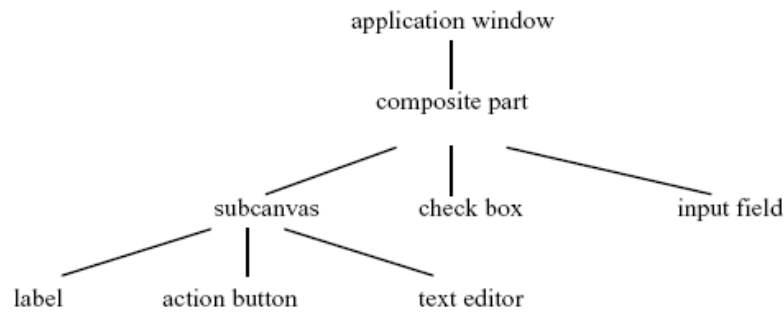 application window
composite part
subcanvas check box input field
label action button text editor